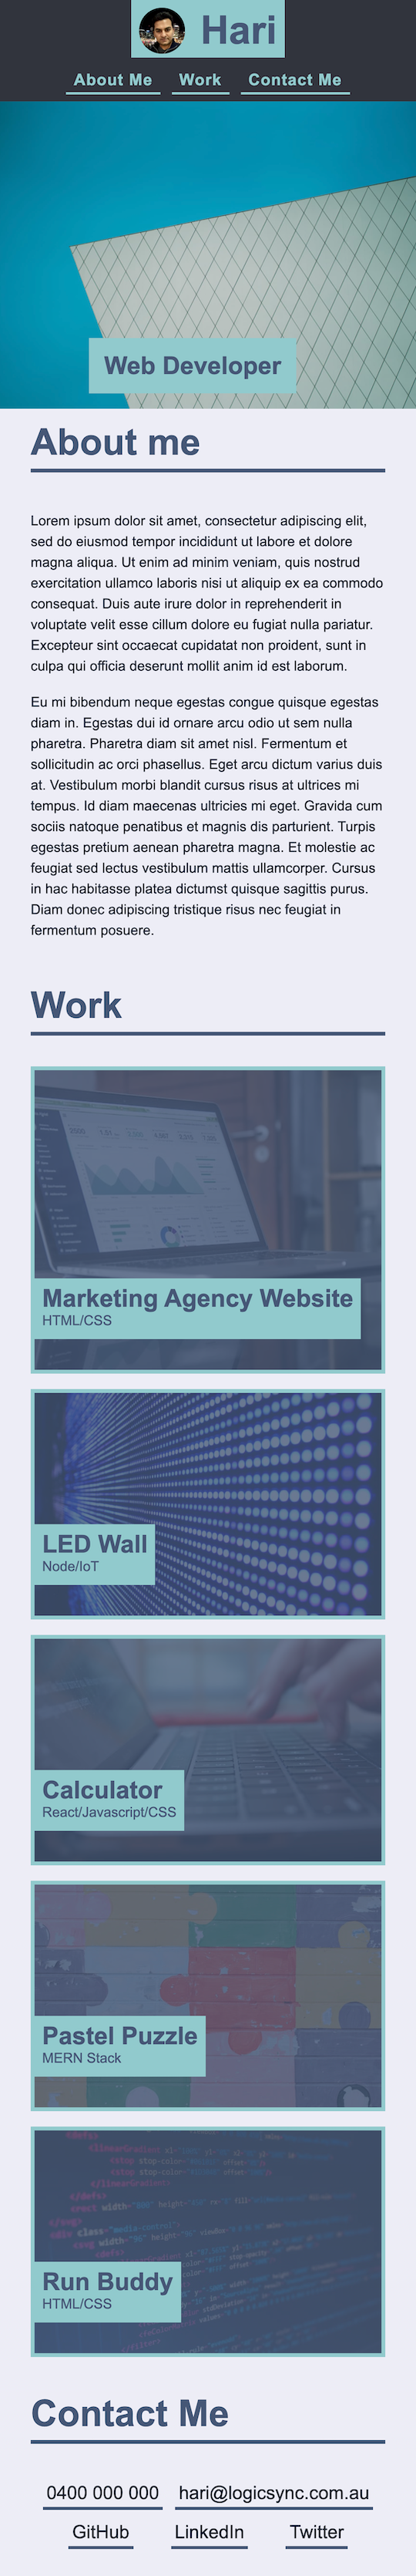 Hari
About Me Work Contact Me
Web Developer
About me
Lorem ipsum dolor sit amet, consectetur adipiscing elit,
sed do eiusmod tempor incididunt ut labore et dolore
magna aliqua. Ut enim ad minim veniam, quis nostrud
exercitation ullamco laboris nisi ut aliquip ex ea commodo
consequat. Duis aute irure dolor in reprehenderit in
voluptate velit esse cillum dolore eu fugiat nulla pariatur.
Excepteur sint occaecat cupidatat non proident, sunt in
culpa qui officia deserunt mollit anim id est laborum.
Eu mi bibendum neque egestas congue quisque egestas
diam in. Egestas dui id ornare arcu odio ut sem nulla
pharetra. Pharetra diam sit amet nisl. Fermentum et
sollicitudin ac orci phasellus. Eget arcu dictum varius duis
at. Vestibulum morbi blandit cursus risus at ultrices mi
tempus. Id diam maecenas ultricies mi eget. Gravida cum
sociis natoque penatibus et magnis dis parturient. Turpis
egestas pretium aenean pharetra magna. Et molestie ac
feugiat sed lectus vestibulum mattis ullamcorper. Cursus
in hac habitasse platea dictumst quisque sagittis purus.
Diam donec adipiscing tristique risus nec feugiat in
fermentum posuere.
Work
Marketing Agency Website
HTML/CSS
LED Wall
Node/IoT
Calculator
React/Javascript/CSS
Pastel Puzzle
MERN Stack
</defs>
</linearGradient>
</defs>
Run Buddy
HTML/CSS
Contact Me
0400 000 000 hari@logicsync.com.au
GitHub LinkedIn Twitter